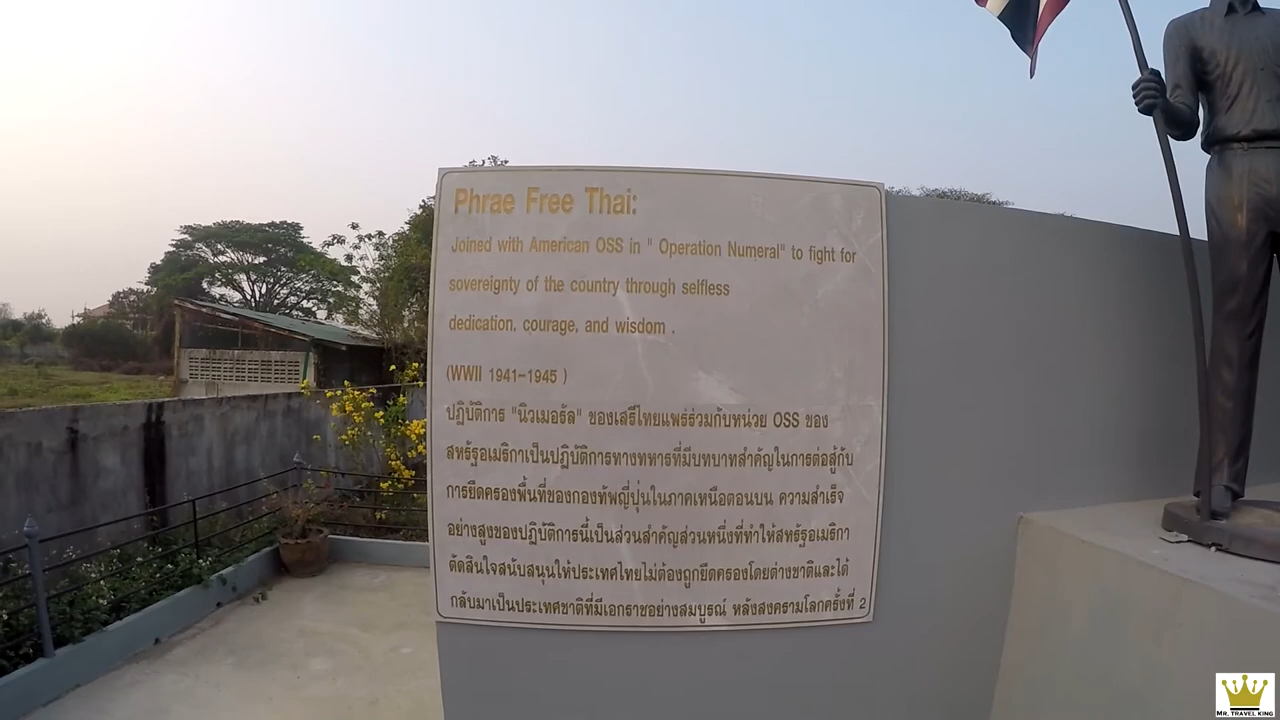 Phrae Free Thai:
Joined with American OSS in " Operation Numeral" to fight for
sovereignty of the country through selfless
dedication, courage, and wisdom .
(WWII 1941-1945 )
ปฏิบัติการ "นิวเมอร์ล" ของเสรีไทยแพร่ร่วมกับหน่วย OSS ของ
สหรัฐอเมริกาเป็นปฏิบัติการทางทหารที่มีบทบาทสำคัญในการต่อสู้กับ
การยึดครองพื้นที่ของกองทัพญี่ปุ่นในภาคเหนือตอนบน ความสำเร็จ
อย่างสูงของปฏิบัติการนี้เป็นส่วนสำคัญส่วนหนึ่งที่ทำให้สหรัฐอเมริกา
ตัดสินใจสนับสนุนให้ประเทศไทยไม่ต้องถูกยึดครองโดยต่างชาติและได้
กลับมาเป็นประเทศชาติที่มีเอกราชอย่างสมบูรณ์ หลังสงครามโลกครั้งที่ 2
MR. TRAVEL KING